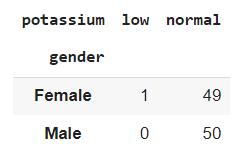 potassium low normal
gender
Female 1 49
Male 0 50